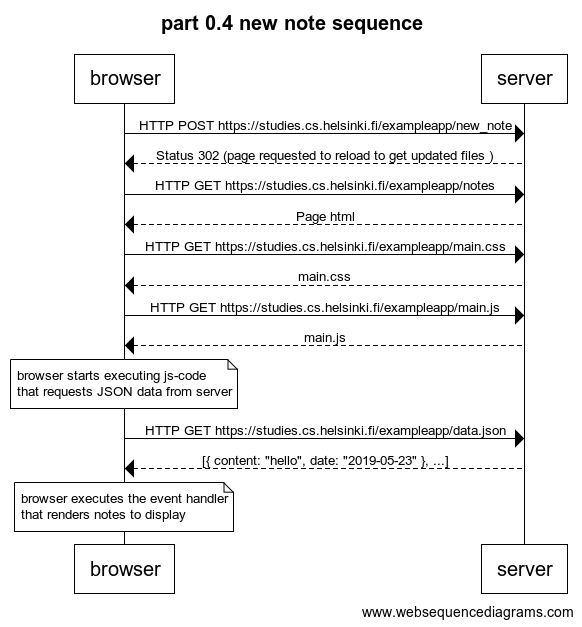 part 0.4 new note sequence
browser
server
HTTP POST https://studies.cs.helsinki.fi/exampleapp/new_note
Status 302 (page requested to reload to get updated files )
HTTP GET https://studies.cs.helsinki.fi/exampleapp/notes
Page html
HTTP GET https://studies.cs.helsinki.fi/exampleapp/main.css
main.css
HTTP GET https://studies.cs.helsinki.fi/exampleapp/main.js
main.js
browser starts executing js-code
that requests JSON data from server
HTTP GET https://studies.cs.helsinki.fi/exampleapp/data.json
[{ content: "hello", date: "2019-05-23" }, ...]
browser executes the event handler
that renders notes to display
browser
server
www.websequencediagrams.com